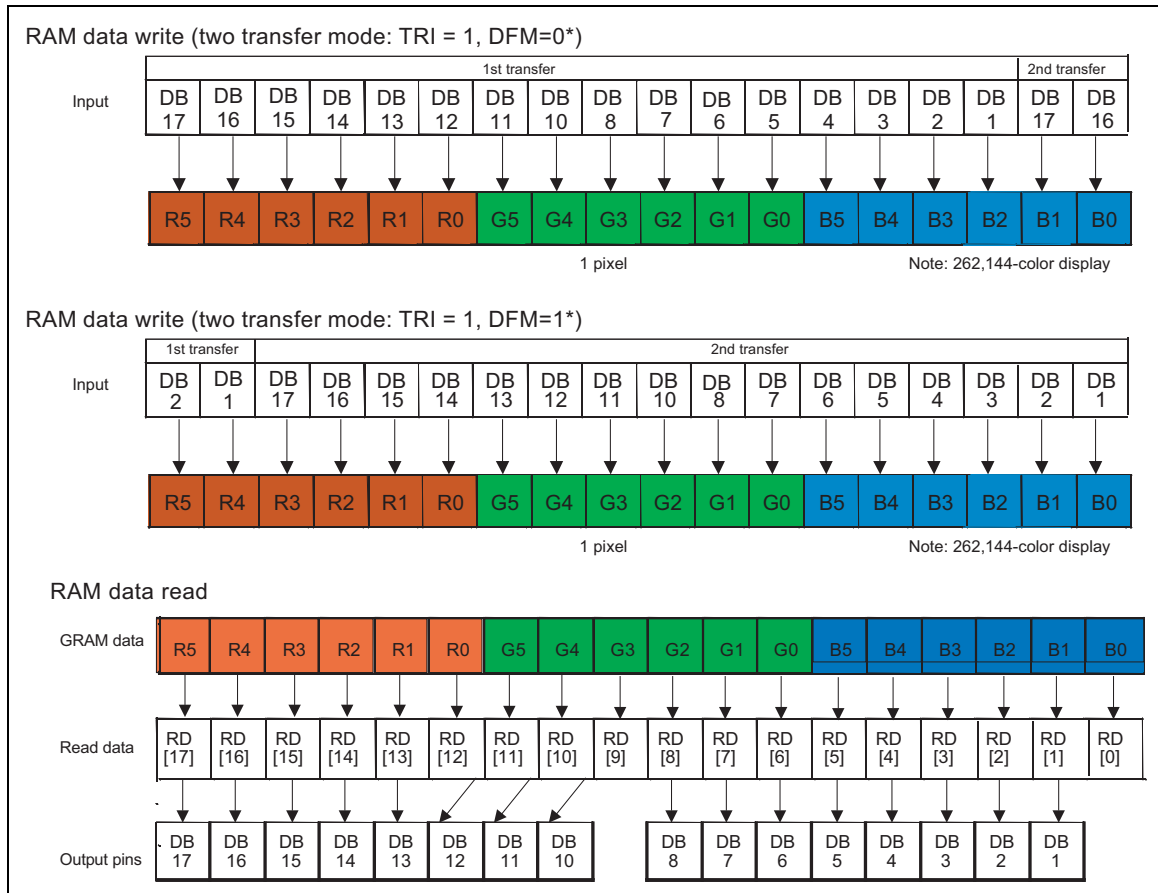 RAM data write (two transfer mode: TRI = 1, DFM=0*)
1st transfer 2nd transfer
Input DB 17 DB 16 DB 15 DB 14 DB 13 DB 12 DB 11 DB 10 DB 8 DB 7 DB 6 DB 5 DB 4 DB 3 DB 2 DB 1 DB 17 DB 16
R5 R4 R3 R2 R1 R0 G5 G4 G3 G2 G1 G0 B5 B4 B3 B2 B1 B0
1 pixel Note: 262,144-color display
RAM data write (two transfer mode: TRI = 1, DFM=1*)
1st transfer 2nd transfer
Input DB 2 DB 1 DB 17 DB 16 DB 15 DB 14 DB 13 DB 12 DB 11 DB 10 DB 8 DB 7 DB 6 DB 5 DB 4 DB 3 DB 2 DB 1
R5 R4 R3 R2 R1 R0 G5 G4 G3 G2 G1 G0 B5 B4 B3 B2 B1 B0
1 pixel Note: 262,144-color display
RAM data read
GRAM data R5 R4 R3 R2 R1 R0 G5 G4 G3 G2 G1 G0 B5 B4 B3 B2 B1 B0
Read data RD [17] RD [16] RD [15] RD [14] RD [13] RD [12] RD [11] RD [10] RD [9] RD [8] RD [7] RD [6] RD [5] RD [4] RD [3] RD [2] RD [1] RD [0]
Output pins DB 17 DB 16 DB 15 DB 14 DB 13 DB 12 DB 11 DB 10 DB 8 DB 7 DB 6 DB 5 DB 4 DB 3 DB 2 DB 1